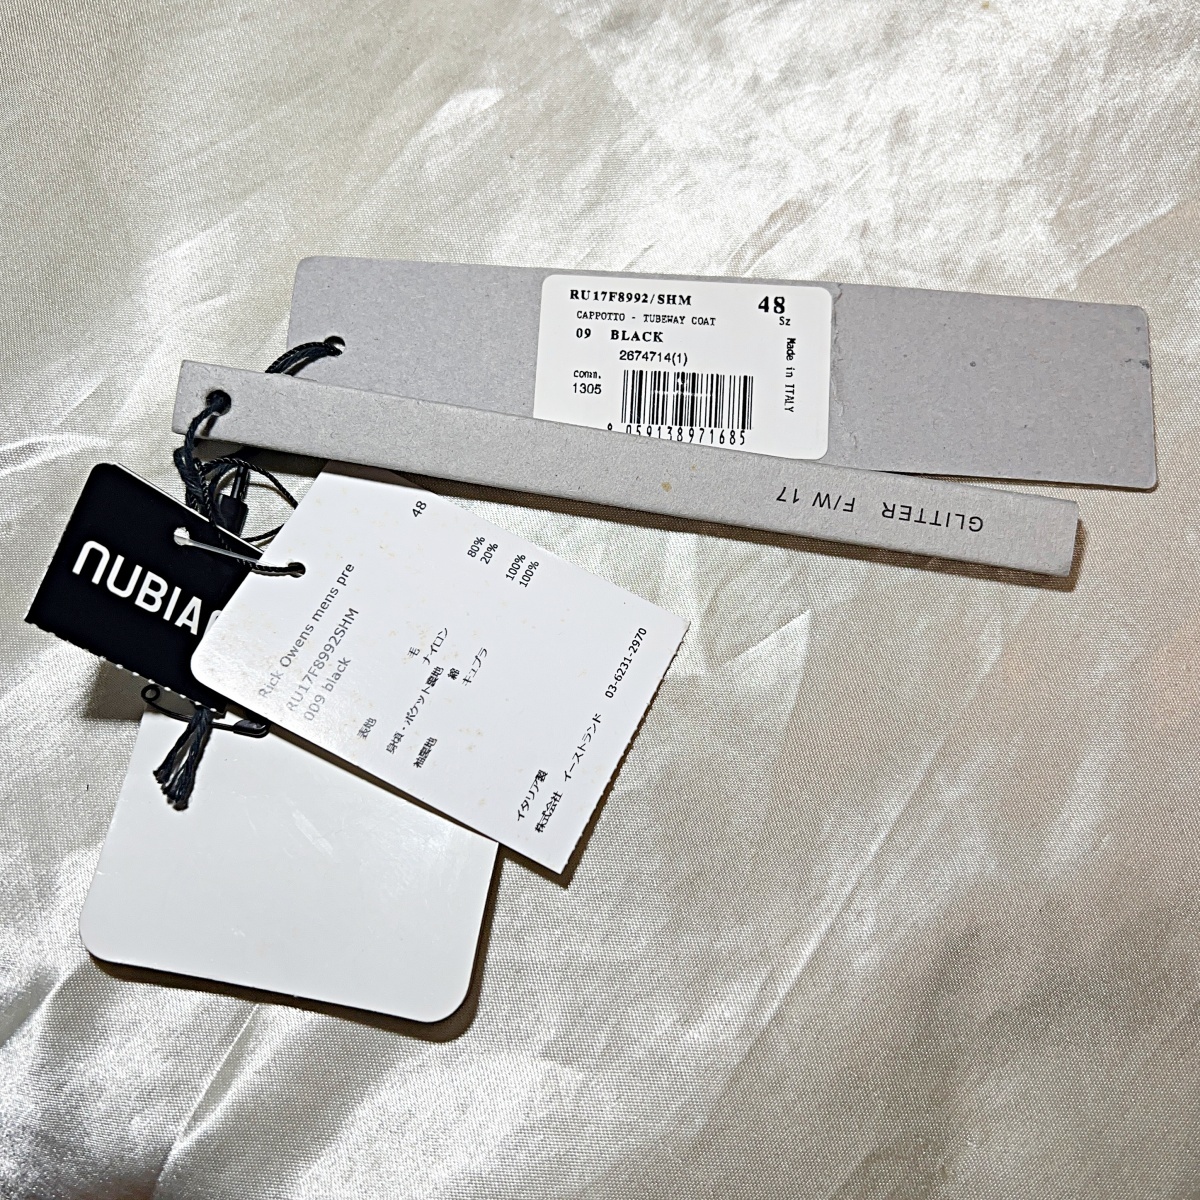 RU17F8992/SHM
48
Sz
CAPPOTTO - TUBEWAY COAT
09 BLACK
2674714(1)
comm.
1305
Made in ITALY
8 059138971685
GLITTER F/W 17
NUBIA
48
Rick Owens mens pre
RU17F8992SHM
0D9 black
表地 毛 80%
ナイロン 20%
身頃・ポケット裏地 綿 100%
袖裏地 キュプラ 100%
イタリア製
株式会社 イーストランド 03-6231-2970